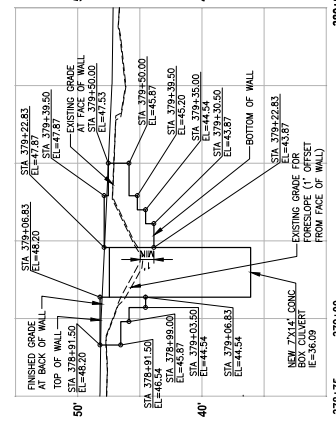 50'
40'
FINISHED GRADE
AT BACK OF WALL
TOP OF WALL
STA 378+91.50
EL=48.20
STA 379+06.83
EL=48.20
STA 379+22.83
EL=47.87
STA 379+39.50
EL=47.87
EXISTING GRADE
AT FACE OF WALL
STA 379+50.00
EL=47.53
STA 379+50.00
EL=45.87
STA 379+39.50
EL=45.20
STA 379+35.00
EL=44.54
STA 379+30.50
EL=43.87
BOTTOM OF WALL
STA 379+22.83
EL=43.87
EXISTING GRADE FOR
FORESLOPE (1' OFFSET
FROM FACE OF WALL)
1'
MIN
STA 378+91.50
EL=46.54
STA 378+99.00
EL=45.87
STA 379+03.50
EL=44.54
STA 379+06.83
EL=44.54
NEW 7'X14' CONC
BOX CULVERT
IE=36.09